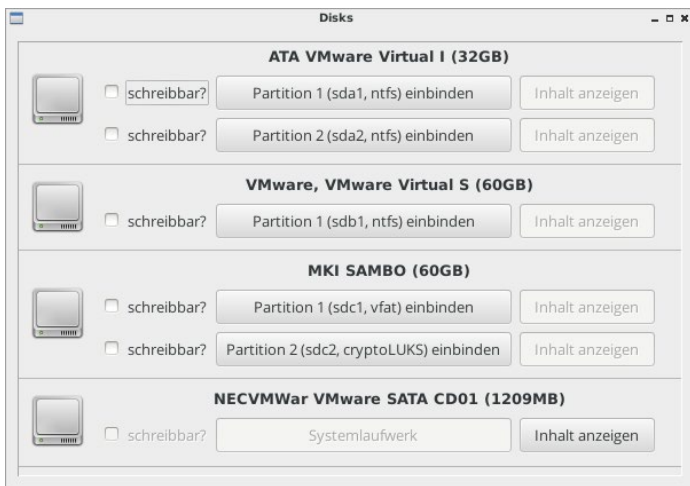 Disks
ATA VMware Virtual I (32GB)
schreibbar? Partition 1 (sda1, ntfs) einbinden Inhalt anzeigen
schreibbar? Partition 2 (sda2, ntfs) einbinden Inhalt anzeigen
VMware, VMware Virtual S (60GB)
schreibbar? Partition 1 (sdb1, ntfs) einbinden Inhalt anzeigen
MKI SAMBO (60GB)
schreibbar? Partition 1 (sdc1, vfat) einbinden Inhalt anzeigen
schreibbar? Partition 2 (sdc2, cryptoLUKS) einbinden Inhalt anzeigen
NECVMWar VMware SATA CD01 (1209MB)
schreibbar? Systemlaufwerk Inhalt anzeigen